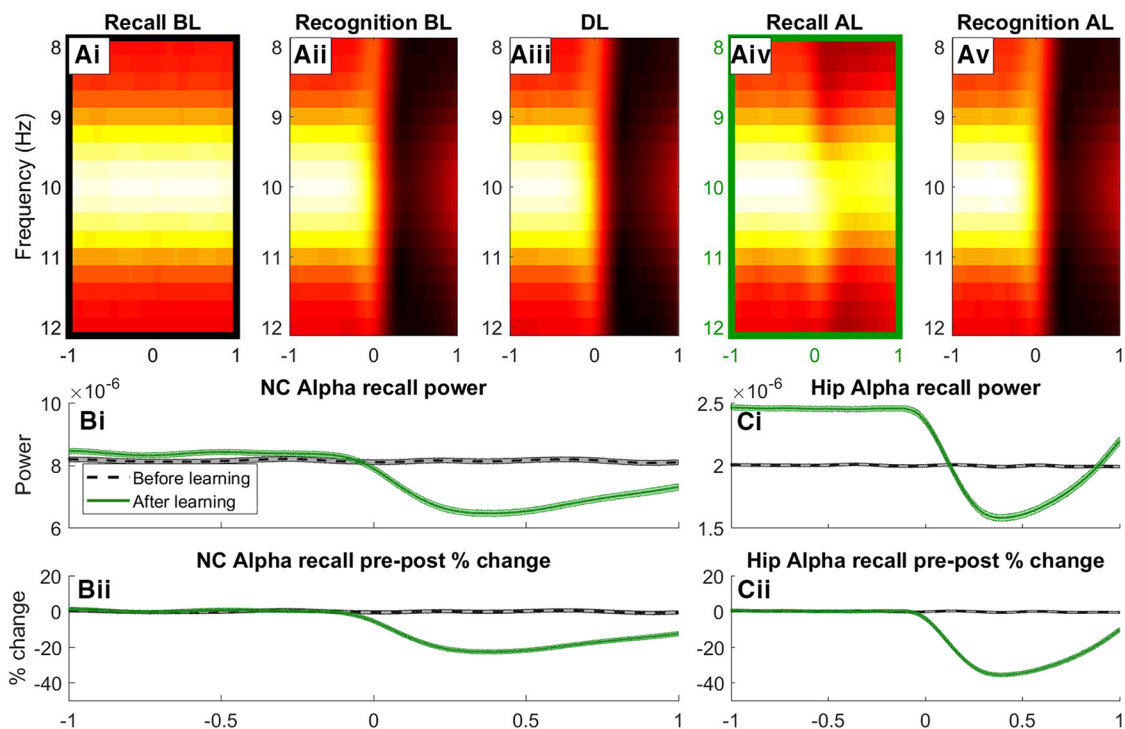 Recall BL Recognition BL DL Recall AL Recognition AL
Ai Aii Aiii Aiv Av
Frequency (Hz)
8 8 8 8 8
9 9 9 9 9
10 10 10 10 10
11 11 11 11 11
12 12 12 12 12
-1 0 1 -1 0 1 -1 0 1 -1 0 1 -1 0 1
×10⁻⁶ NC Alpha recall power
Bi
Power
10
8
6
Before learning
After learning
×10⁻⁶ Hip Alpha recall power
Ci
2.5
2
1.5
NC Alpha recall pre-post % change
Bii
% change
20
0
-20
-40
-1 -0.5 0 0.5 1
Hip Alpha recall pre-post % change
Cii
20
0
-20
-40
-1 -0.5 0 0.5 1